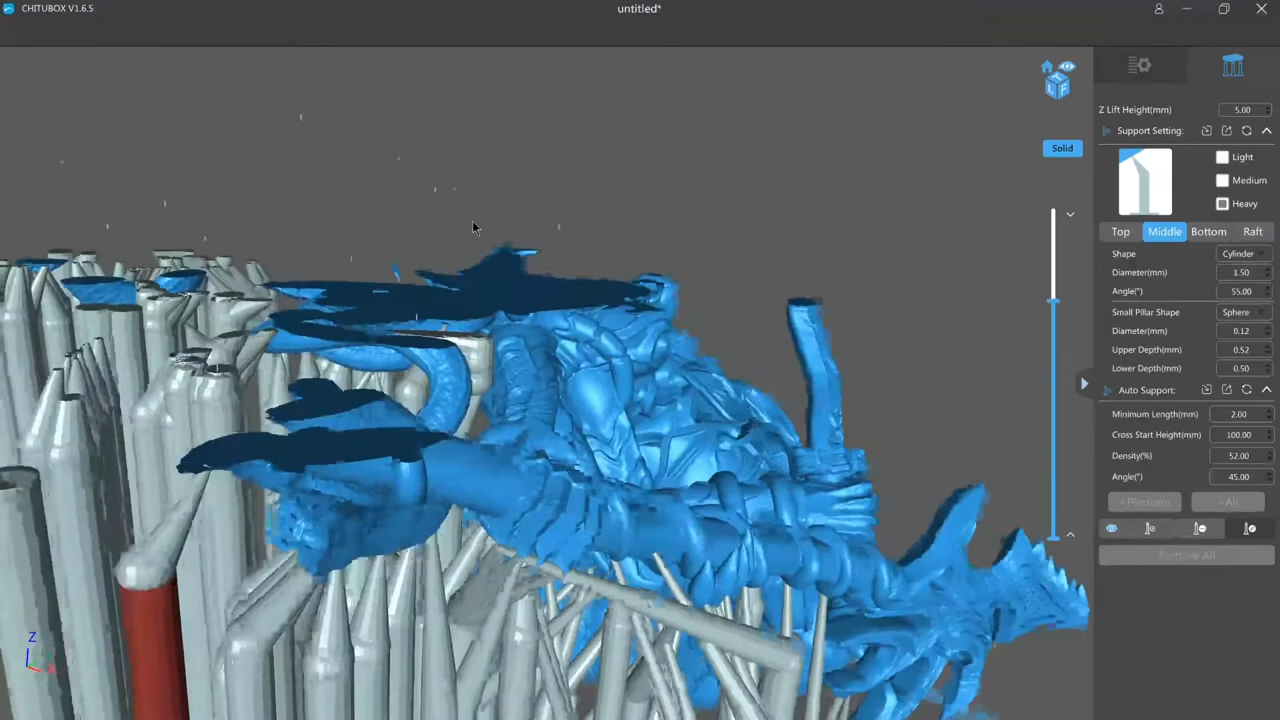 CHITUBOX V1.6.5
untitled*
Z Lift Height(mm) 5.00
Support Setting:
Light
Medium
Heavy
Top Middle Bottom Raft
Shape Cylinder
Diameter(mm) 1.50
Angle(°) 55.00
Small Pillar Shape Sphere
Diameter(mm) 0.12
Upper Depth(mm) 0.52
Lower Depth(mm) 0.50
Auto Support:
Minimum Length(mm) 2.00
Cross Start Height(mm) 100.00
Density(%) 52.00
Angle(°) 45.00
+Platform +All
Remove All
Solid
T
L F
Z